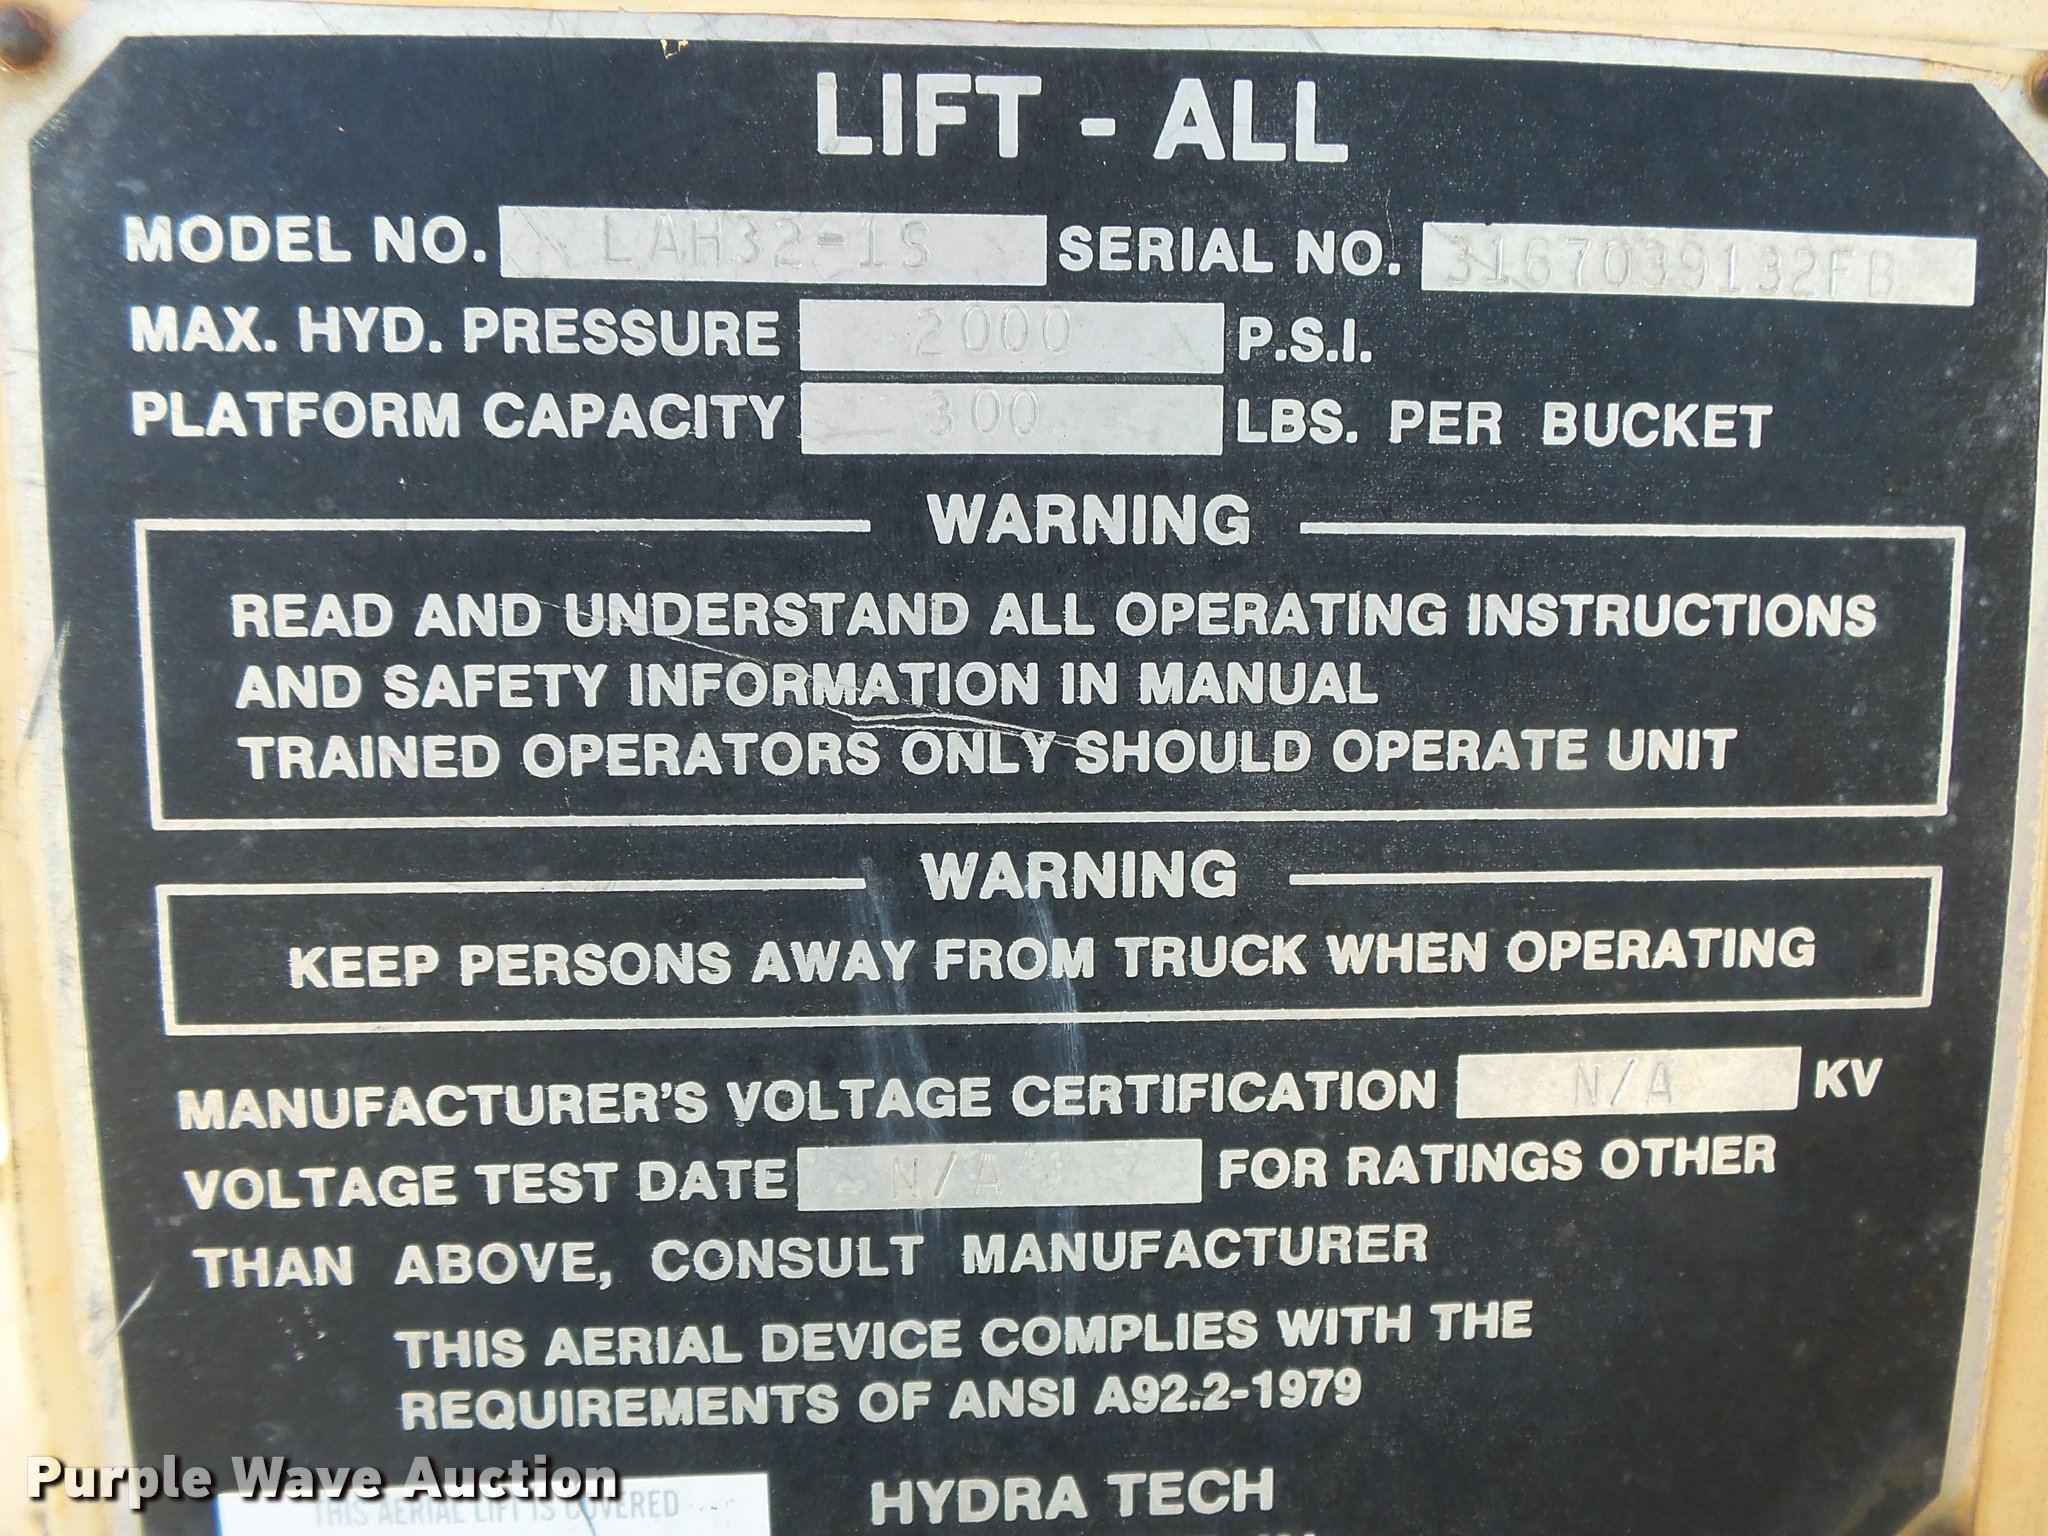 LIFT - ALL
MODEL NO. LAH32-1S SERIAL NO. 3167039132FB
MAX. HYD. PRESSURE 2000 P.S.I.
PLATFORM CAPACITY 300 LBS. PER BUCKET
WARNING
READ AND UNDERSTAND ALL OPERATING INSTRUCTIONS
AND SAFETY INFORMATION IN MANUAL
TRAINED OPERATORS ONLY SHOULD OPERATE UNIT
WARNING
KEEP PERSONS AWAY FROM TRUCK WHEN OPERATING
MANUFACTURER'S VOLTAGE CERTIFICATION N/A KV
VOLTAGE TEST DATE N/A FOR RATINGS OTHER
THAN ABOVE, CONSULT MANUFACTURER
THIS AERIAL DEVICE COMPLIES WITH THE
REQUIREMENTS OF ANSI A92.2-1979
HYDRA TECH
THIS AERIAL LIFT IS COVERED
Purple Wave Auction